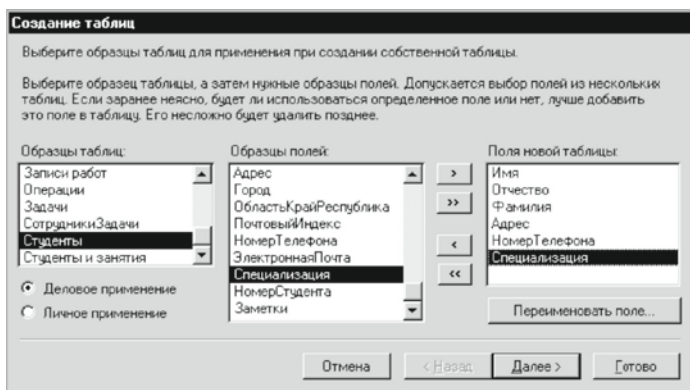 Создание таблиц
Выберите образцы таблиц для применения при создании собственной таблицы.
Выберите образец таблицы, а затем нужные образцы полей. Допускается выбор полей из нескольких
таблиц. Если заранее неясно, будет ли использоваться определенное поле или нет, лучше добавить
это поле в таблицу. Его несложно будет удалить позднее.
Образцы таблиц:
Записи работ
Операции
Задачи
СотрудникиЗадачи
Студенты
Студенты и занятия
Деловое применение
Личное применение
Образцы полей:
Адрес
Город
ОбластьКрайРеспублика
ПочтовыйИндекс
НомерТелефона
ЭлектроннаяПочта
Специализация
НомерСтудента
Заметки
>
>>
<
<<
Поля новой таблицы:
Имя
Отчество
Фамилия
Адрес
НомерТелефона
Специализация
Переименовать поле...
Отмена
< Назад
Далее >
Готово